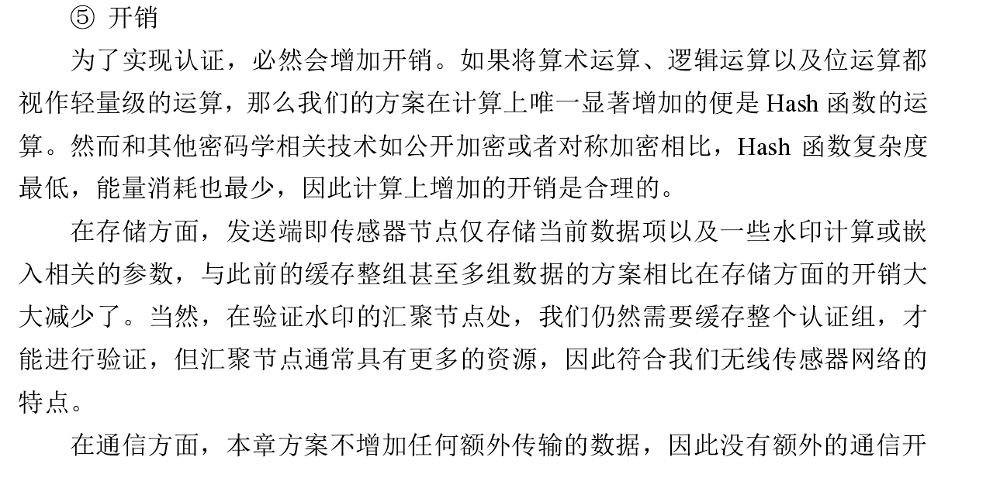 ⑤ 开销
为了实现认证，必然会增加开销。如果将算术运算、逻辑运算以及位运算都
视作轻量级的运算，那么我们的方案在计算上唯一显著增加的便是 Hash 函数的运
算。然而和其他密码学相关技术如公开加密或者对称加密相比，Hash 函数复杂度
最低，能量消耗也最少，因此计算上增加的开销是合理的。
在存储方面，发送端即传感器节点仅存储当前数据项以及一些水印计算或嵌
入相关的参数，与此前的缓存整组甚至多组数据的方案相比在存储方面的开销大
大减少了。当然，在验证水印的汇聚节点处，我们仍然需要缓存整个认证组，才
能进行验证，但汇聚节点通常具有更多的资源，因此符合我们无线传感器网络的
特点。
在通信方面，本章方案不增加任何额外传输的数据，因此没有额外的通信开